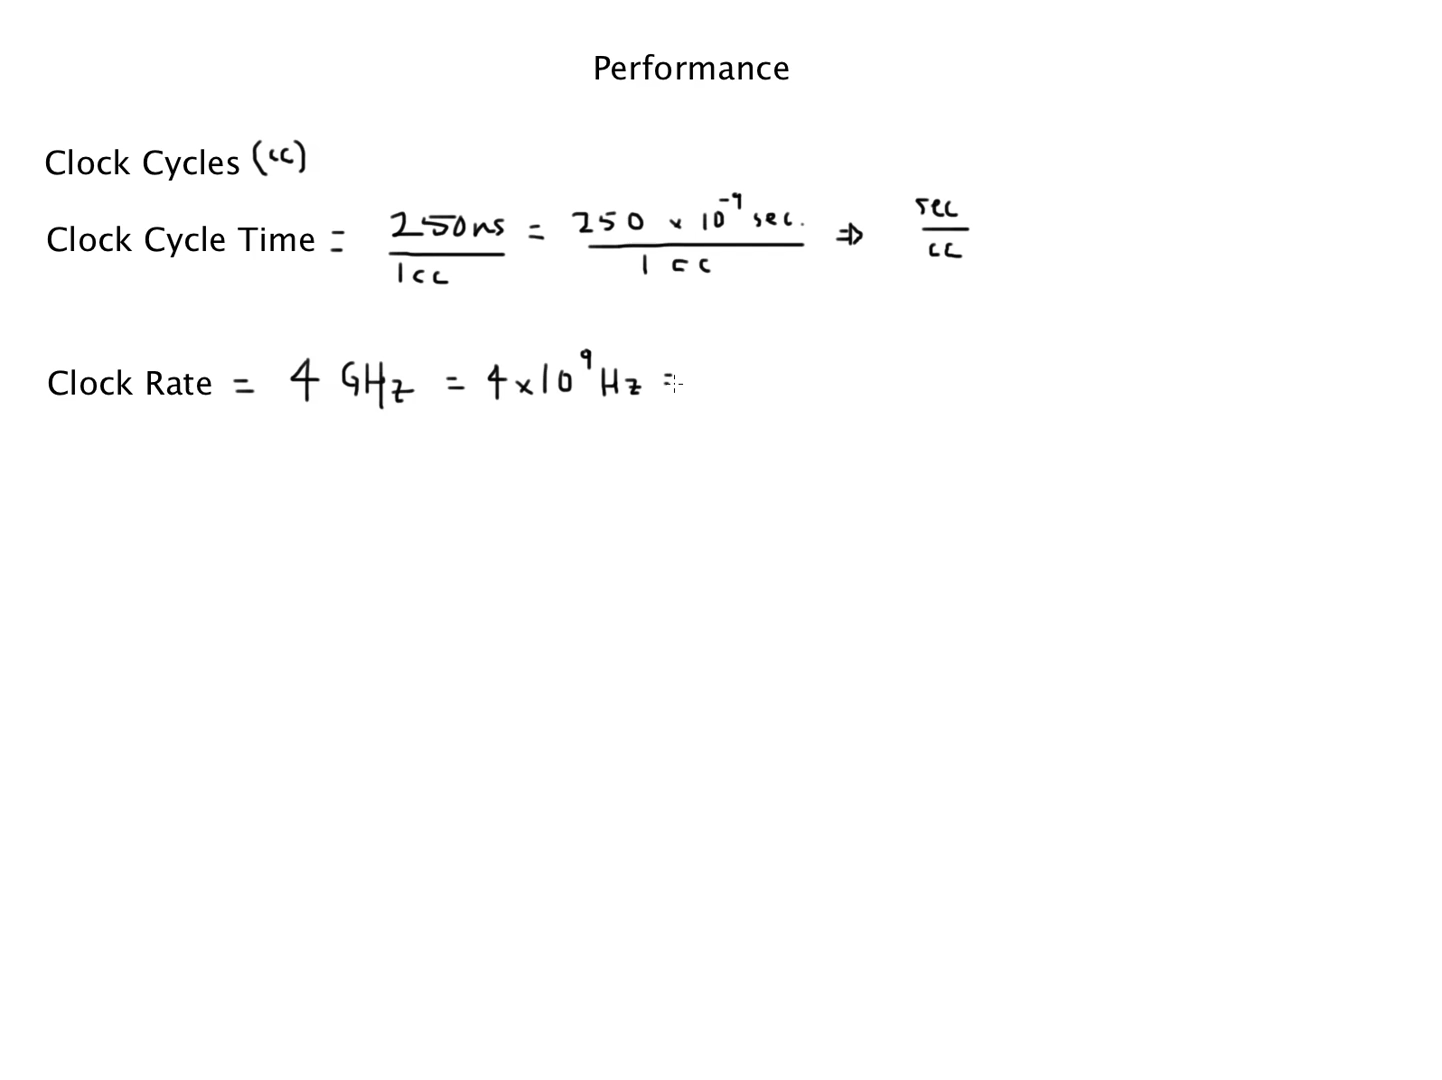 Performance
Clock Cycles (cc)
Clock Cycle Time = 250ns / 1cc = 250 × 10⁻⁹ sec. / 1 cc ⇒ sec / cc
Clock Rate = 4 GHz = 4×10⁹ Hz =